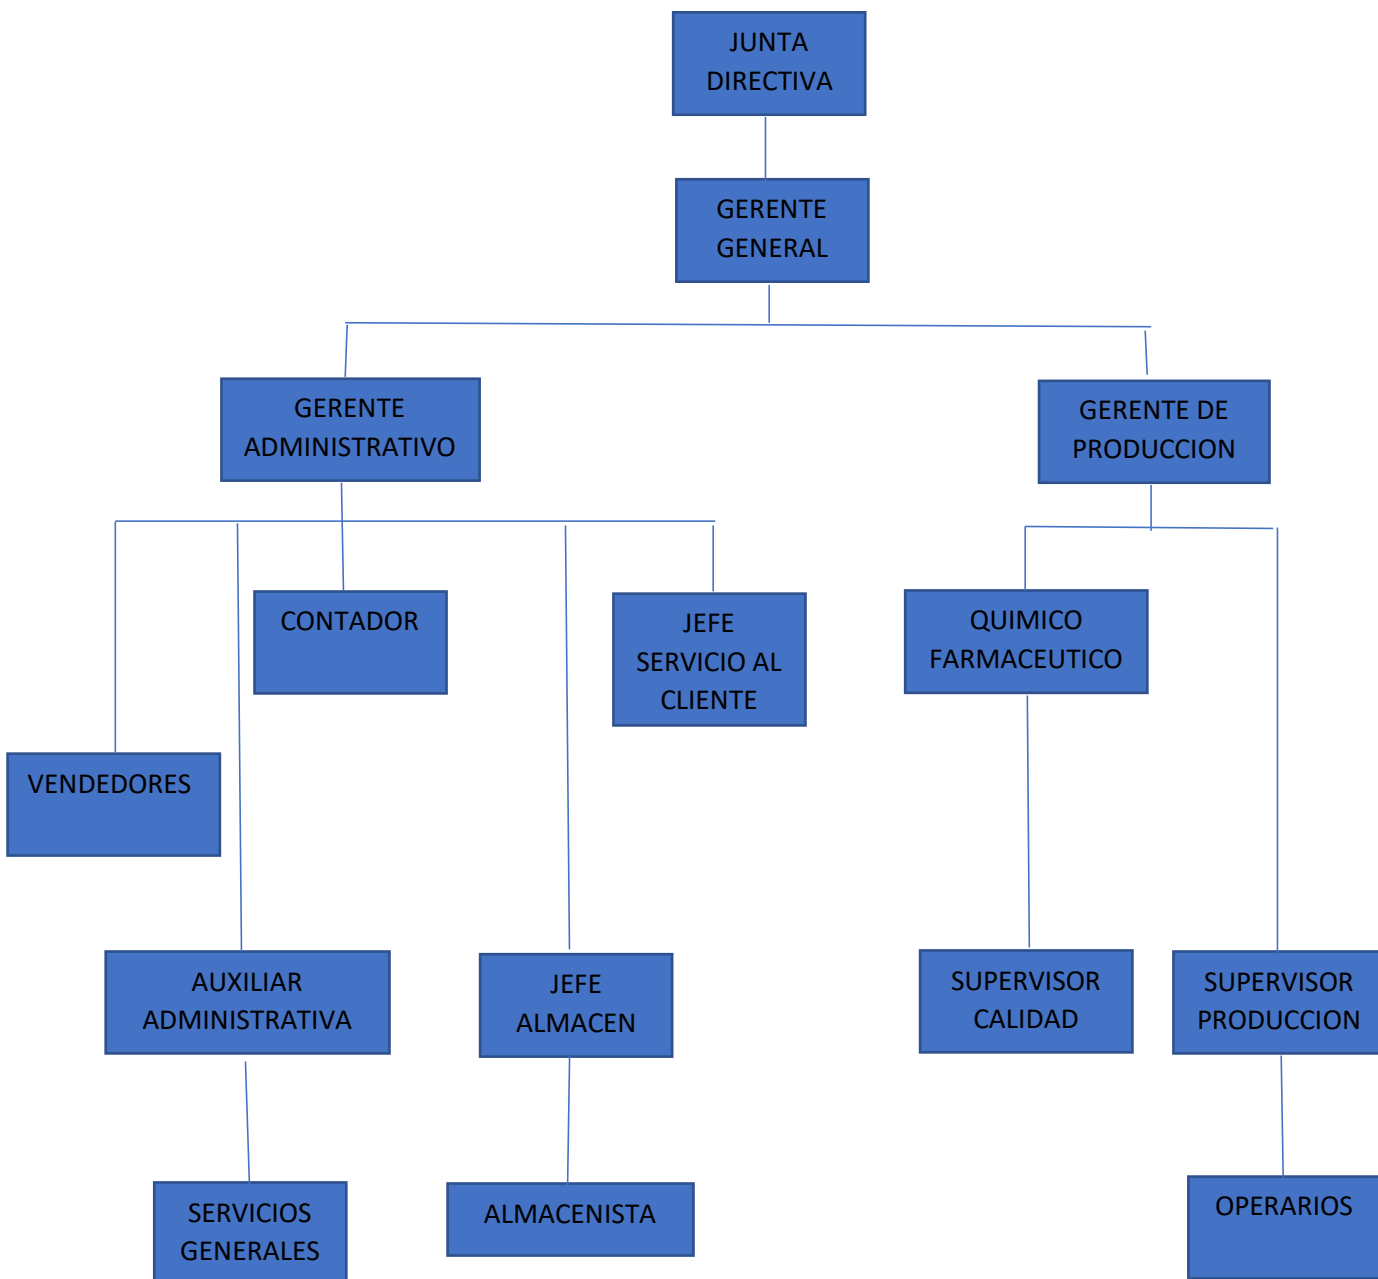 JUNTA
DIRECTIVA
GERENTE
GENERAL
GERENTE
ADMINISTRATIVO
GERENTE DE
PRODUCCION
CONTADOR
JEFE
SERVICIO AL
CLIENTE
QUIMICO
FARMACEUTICO
VENDEDORES
AUXILIAR
ADMINISTRATIVA
JEFE
ALMACEN
SUPERVISOR
CALIDAD
SUPERVISOR
PRODUCCION
SERVICIOS
GENERALES
ALMACENISTA
OPERARIOS